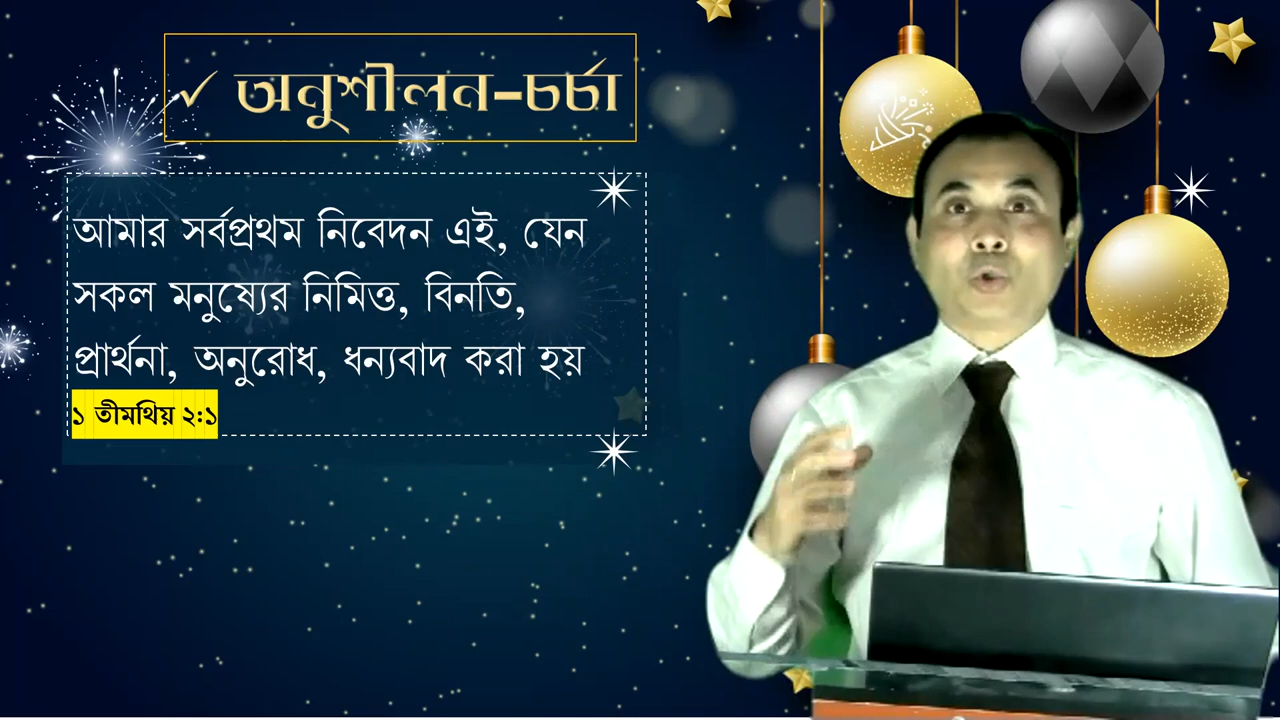 ✓ অনুশীলন-চর্চা
আমার সর্বপ্রথম নিবেদন এই, যেন
সকল মনুষ্যের নিমিত্ত, বিনতি,
প্রার্থনা, অনুরোধ, ধন্যবাদ করা হয়
১ তীমথিয় ২:১